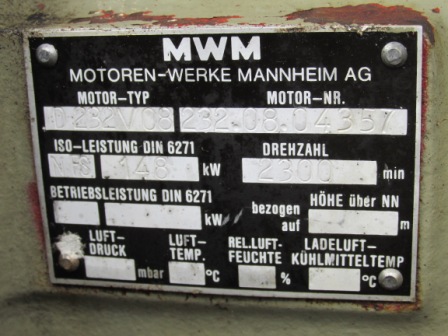 MWM
MOTOREN-WERKE MANNHEIM AG
MOTOR-TYP MOTOR-NR.
D 232 V 08 232.08.04357
ISO-LEISTUNG DIN 6271 DREHZAHL
148 kW 2300 min
BETRIEBSLEISTUNG DIN 6271 HÖHE über NN
kW bezogen auf m
LUFT-DRUCK LUFT-TEMP. REL.LUFT-FEUCHTE LADELUFT-KÜHLMITTELTEMP
mbar °C % °C